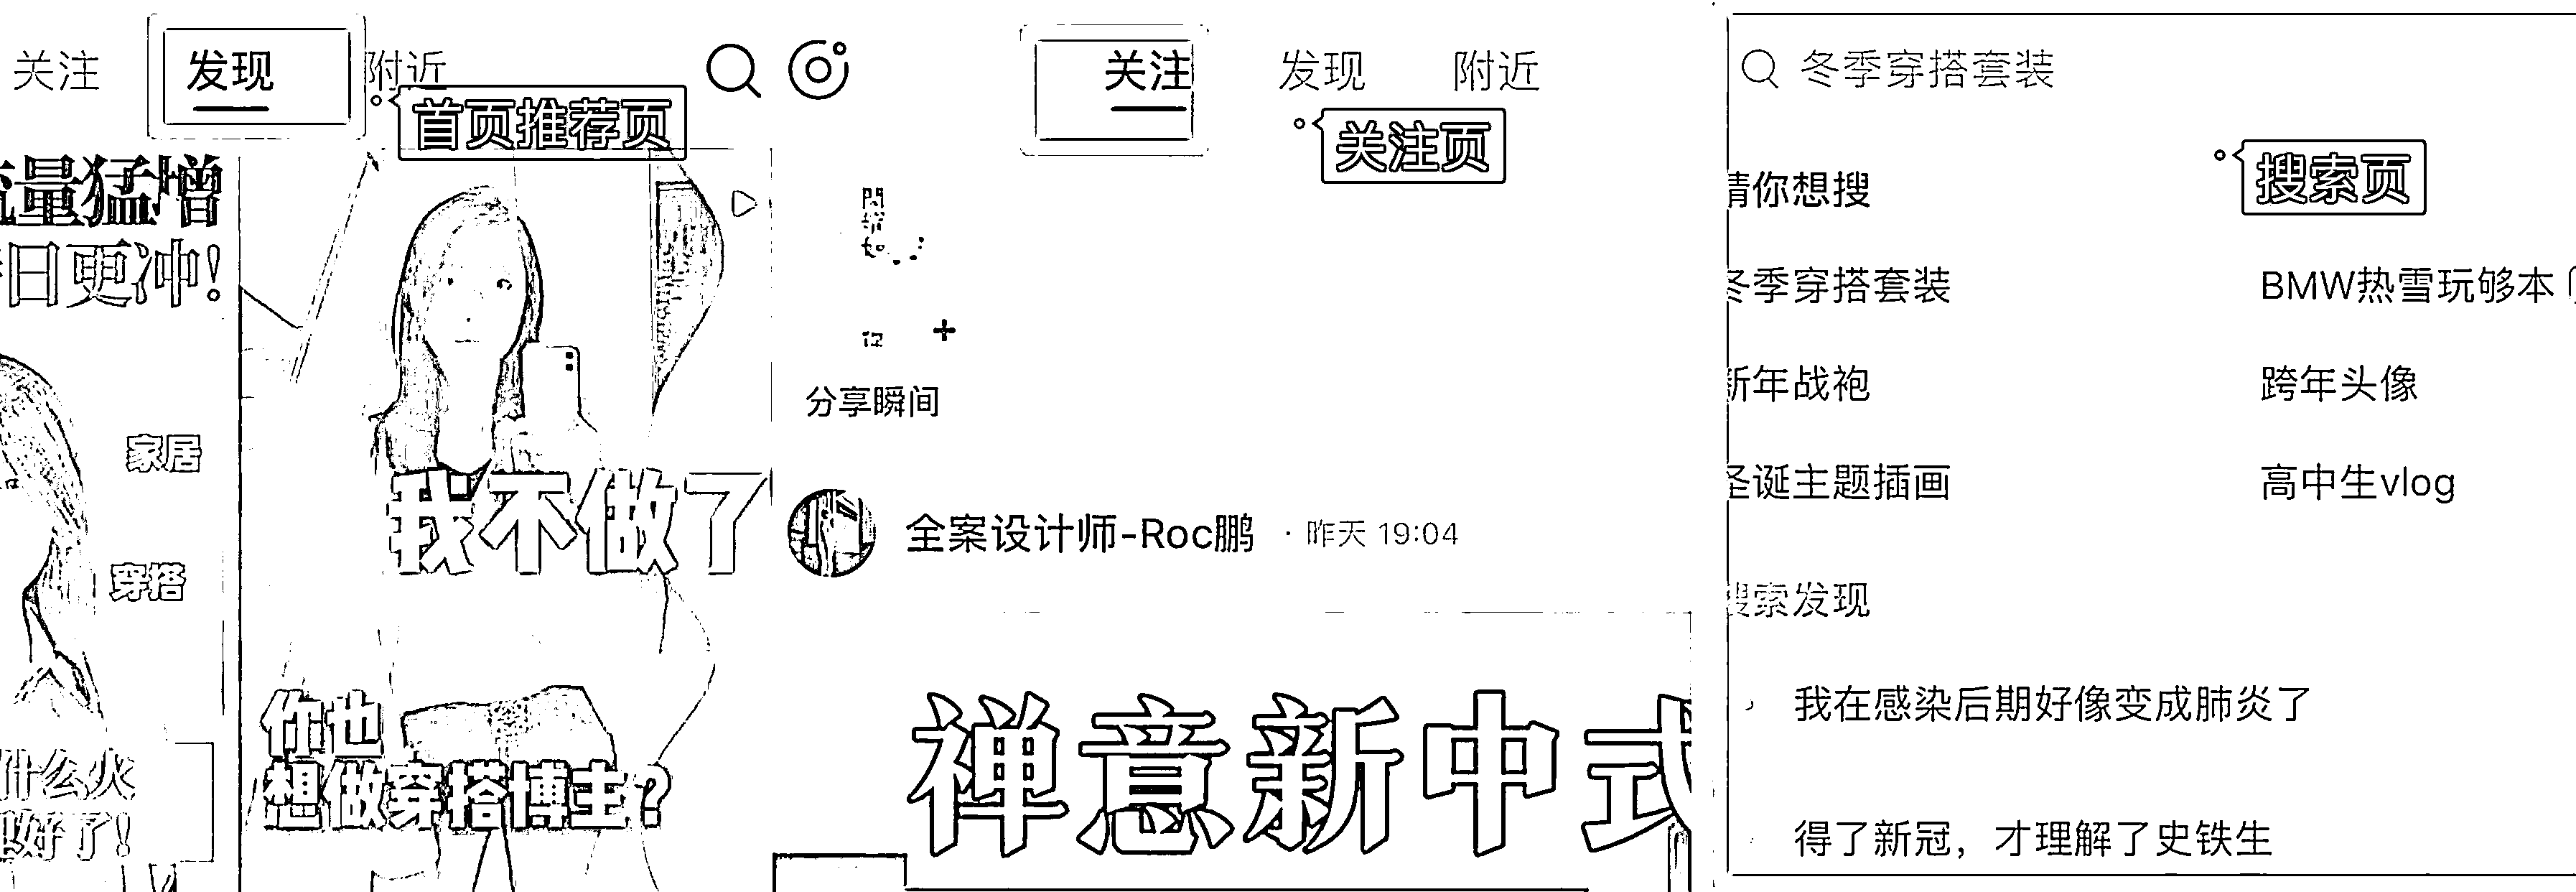 关注 发现 附近
首页推荐页
量猛增
日更冲!
家居
穿搭
我不做了
你也
想做穿搭博主?
什么火
好了!
关注 发现 附近
关注页
分享瞬间
全案设计师-Roc鹏 · 昨天 19:04
禅意新中式
冬季穿搭套装
搜索页
猜你想搜
冬季穿搭套装 BMW热雪玩够本
新年战袍 跨年头像
圣诞主题插画 高中生vlog
搜索发现
我在感染后期好像变成肺炎了
得了新冠，才理解了史铁生